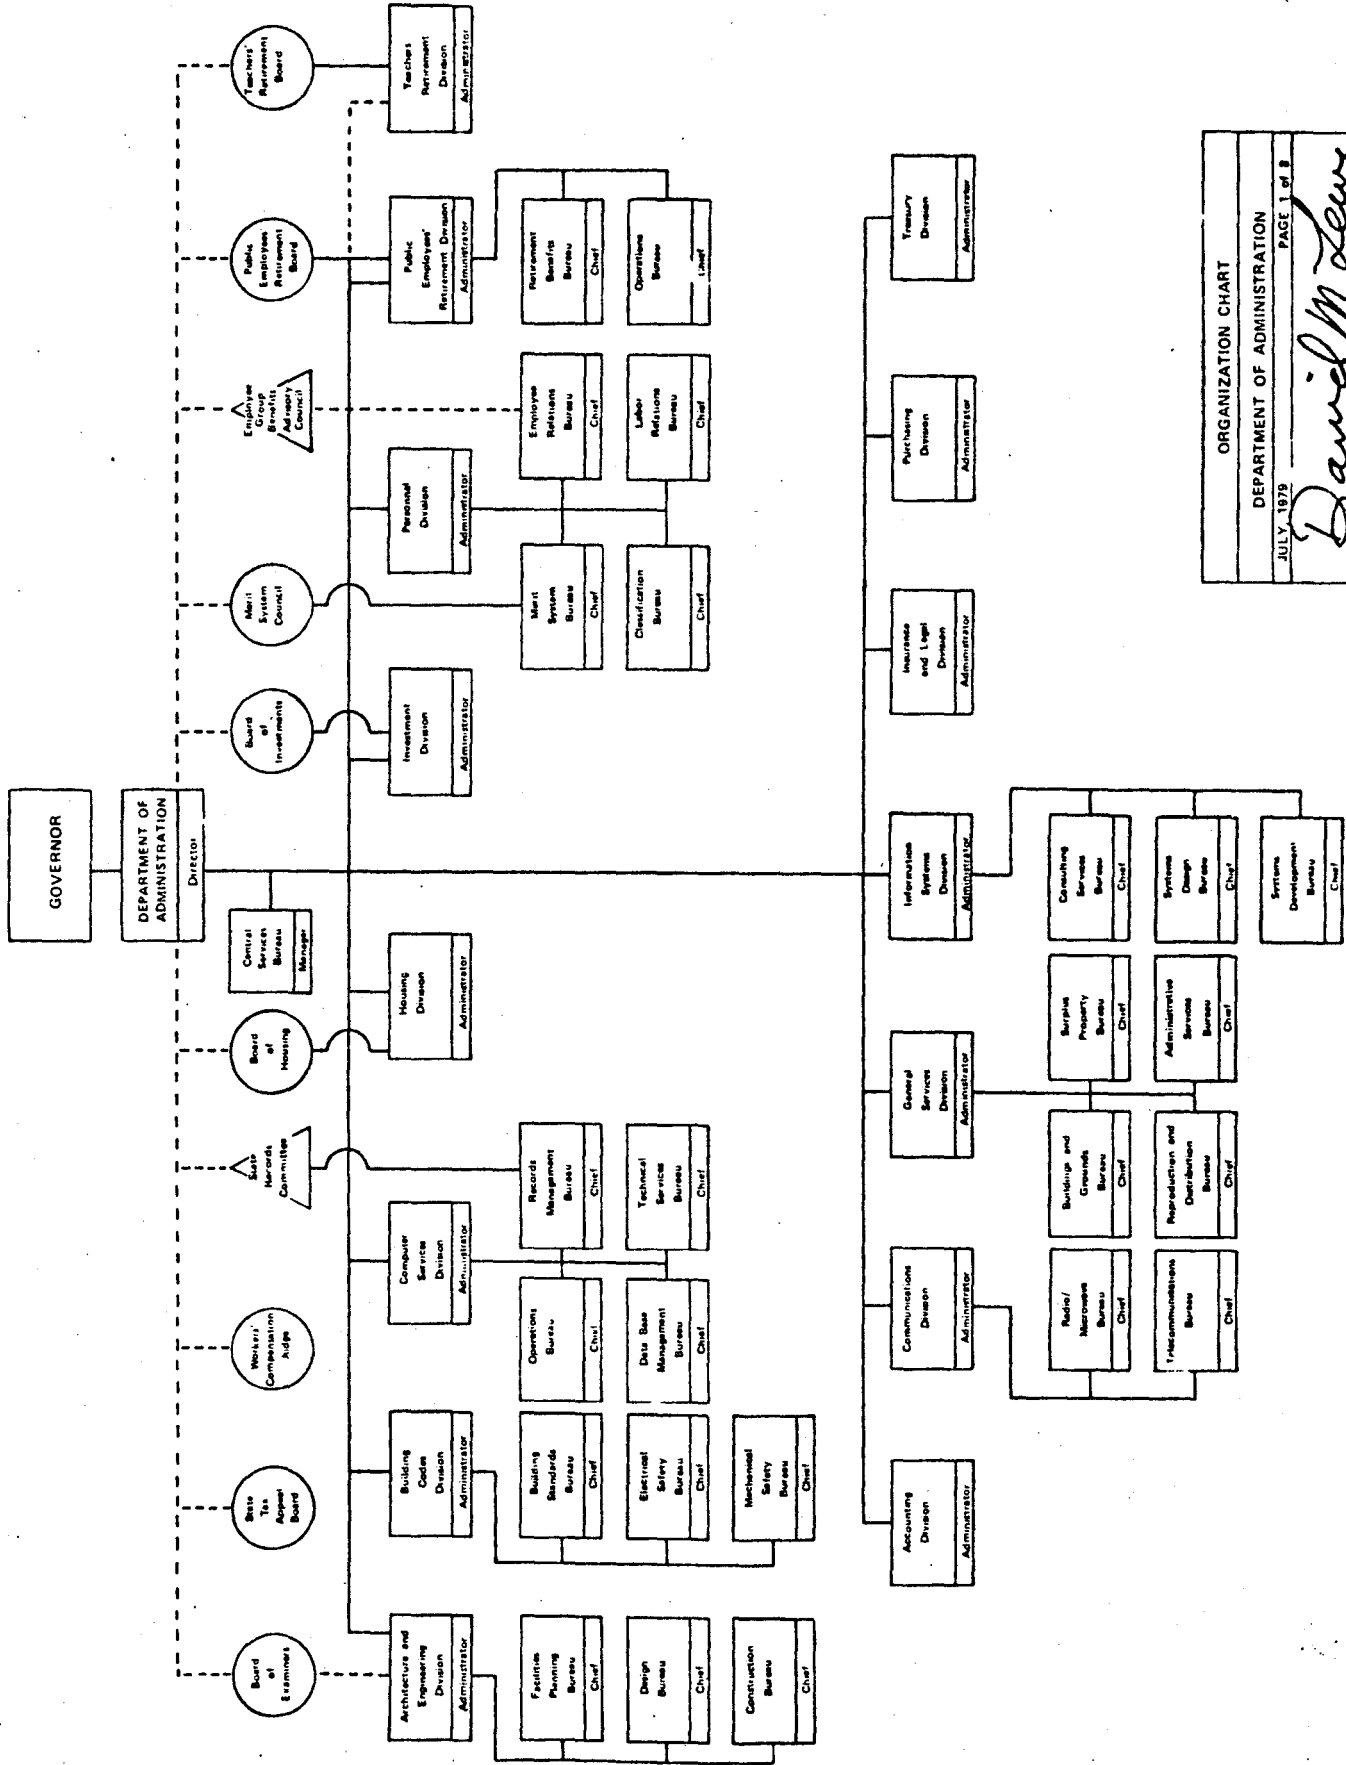 GOVERNOR
DEPARTMENT OF
ADMINISTRATION
Director
Central
Services
Bureau
Manager
Board
of
Examiners
State
Tax
Appeal
Board
Workers'
Compensation
Judge
State
Records
Committee
Board
of
Housing
Board
of
Investments
Merit
System
Council
Employee
Group
Benefits
Advisory
Council
Public
Employees
Retirement
Board
Teachers'
Retirement
Board
Architecture and
Engineering
Division
Administrator
Building
Codes
Division
Administrator
Computer
Services
Division
Administrator
Housing
Division
Administrator
Investment
Division
Administrator
Personnel
Division
Administrator
Public
Employees'
Retirement Division
Administrator
Teachers
Retirement
Division
Administrator
Facilities
Planning
Bureau
Chief
Building
Standards
Bureau
Chief
Operations
Bureau
Chief
Records
Management
Bureau
Chief
Merit
System
Bureau
Chief
Employee
Relations
Bureau
Chief
Retirement
Benefits
Bureau
Chief
Design
Bureau
Chief
Electrical
Safety
Bureau
Chief
Data Base
Management
Bureau
Chief
Technical
Services
Bureau
Chief
Classification
Bureau
Chief
Labor
Relations
Bureau
Chief
Operations
Bureau
Chief
Construction
Bureau
Chief
Mechanical
Safety
Bureau
Chief
Accounting
Division
Administrator
Communications
Division
Administrator
General
Services
Division
Administrator
Information
Systems
Division
Administrator
Insurance
and Legal
Division
Administrator
Purchasing
Division
Administrator
Treasury
Division
Administrator
Radio/
Microwave
Bureau
Chief
Buildings and
Grounds
Bureau
Chief
Surplus
Property
Bureau
Chief
Consulting
Services
Bureau
Chief
Telecommunications
Bureau
Chief
Reproduction and
Distribution
Bureau
Chief
Administrative
Services
Bureau
Chief
Systems
Design
Bureau
Chief
Systems
Development
Bureau
Chief
ORGANIZATION CHART
DEPARTMENT OF ADMINISTRATION
JULY, 1979 PAGE 1 of 8
David M Lewis